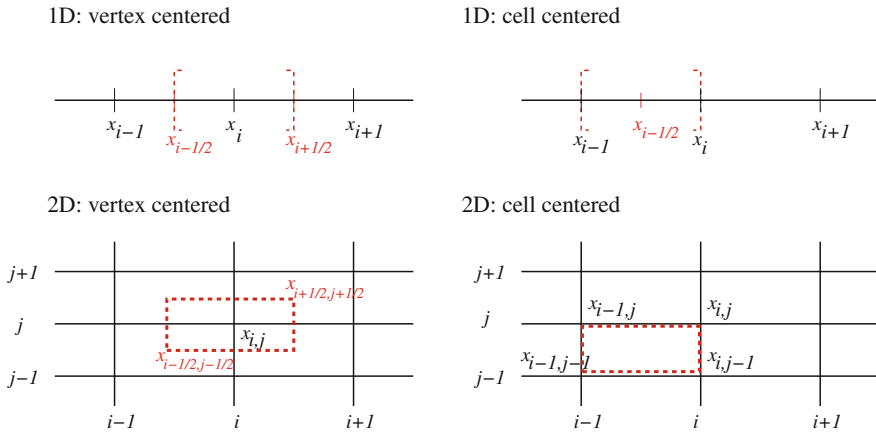 1D: vertex centered
x_{i−1} x_{i−1/2} x_i x_{i+1/2} x_{i+1}
1D: cell centered
x_{i−1} x_{i−1/2} x_i x_{i+1}
2D: vertex centered
j+1
x_{i+1/2,j+1/2}
j
x_{i,j}
x_{i−1/2,j−1/2}
j−1
i−1 i i+1
2D: cell centered
j+1
x_{i−1,j} x_{i,j}
j
x_{i−1,j−1} x_{i,j−1}
j−1
i−1 i i+1